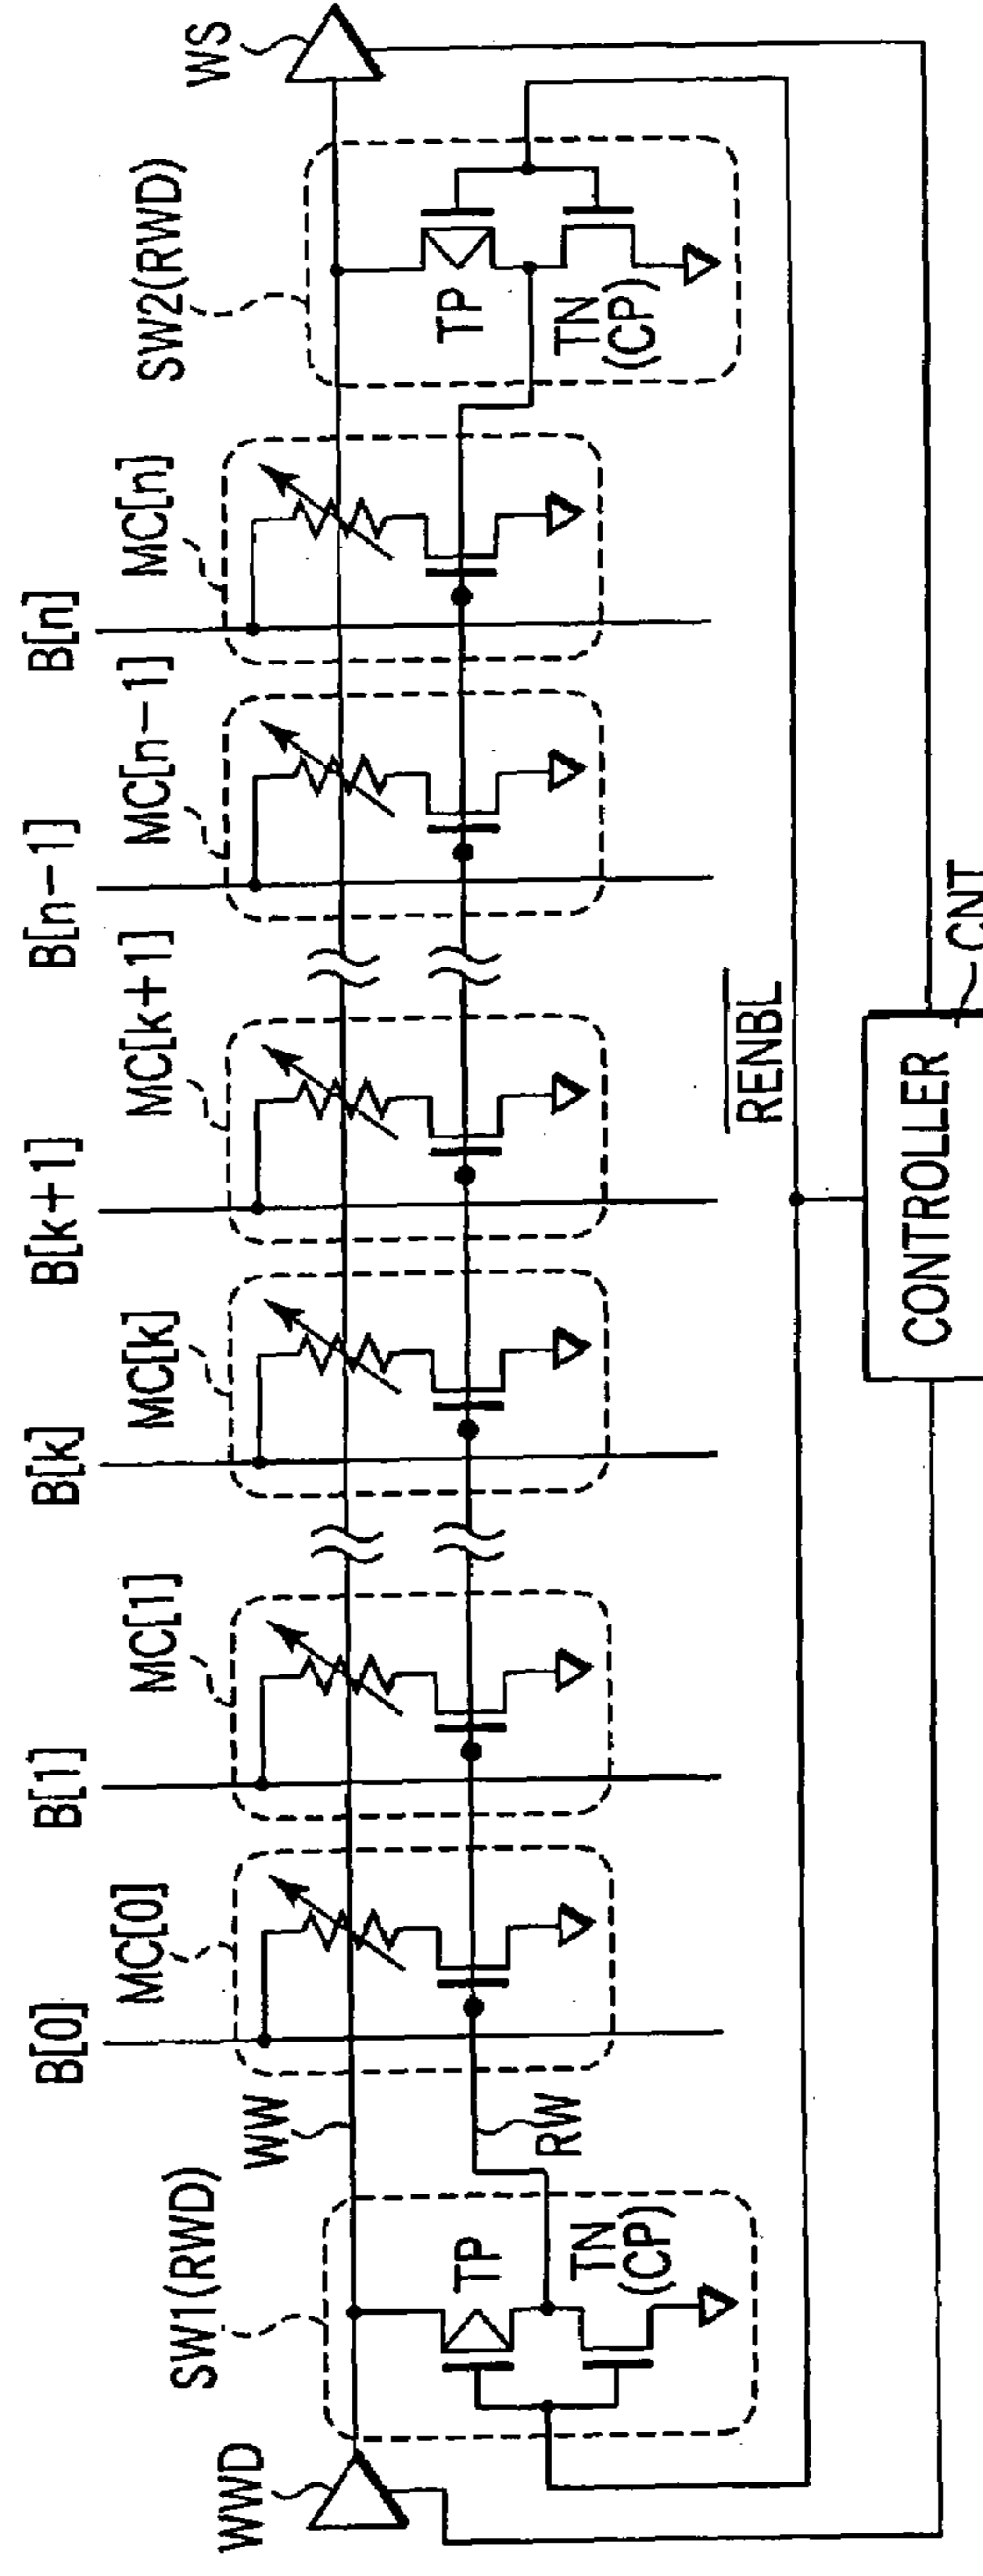 B[0]
B[1]
B[k]
B[k+1]
B[n-1]
B[n]
MC[0]
MC[1]
MC[k]
MC[k+1]
MC[n-1]
MC[n]
SW1(RWD)
SW2(RWD)
WWD
WW
WS
RW
TP
TN
(CP)
TP
TN
(CP)
RENBL
CONTROLLER
CNT